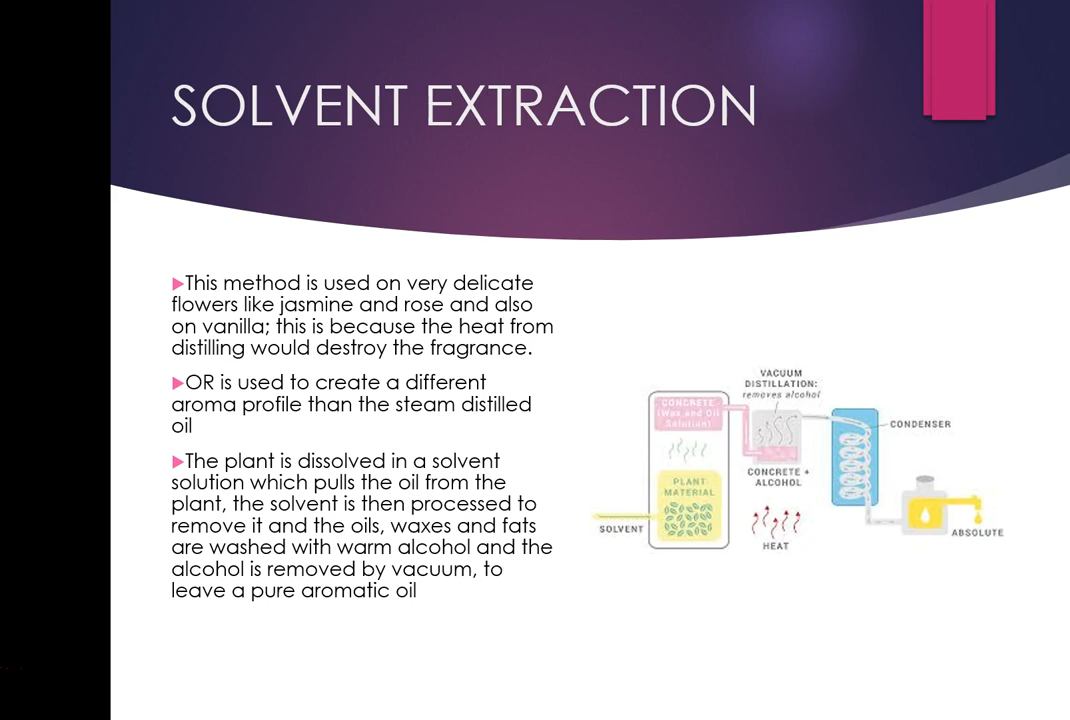 SOLVENT EXTRACTION
▶This method is used on very delicate
flowers like jasmine and rose and also
on vanilla; this is because the heat from
distilling would destroy the fragrance.
▶OR is used to create a different
aroma profile than the steam distilled
oil
▶The plant is dissolved in a solvent
solution which pulls the oil from the
plant, the solvent is then processed to
remove it and the oils, waxes and fats
are washed with warm alcohol and the
alcohol is removed by vacuum, to
leave a pure aromatic oil
SOLVENT
CONCRETE
(Wax and Oil
Solution)
PLANT
MATERIAL
VACUUM
DISTILLATION:
removes alcohol
CONCRETE +
ALCOHOL
HEAT
CONDENSER
ABSOLUTE